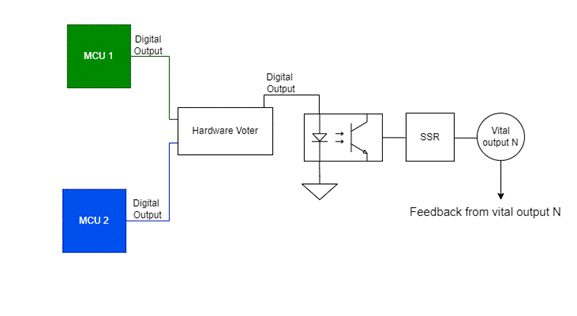 MCU 1
Digital
Output
Hardware Voter
Digital
Output
SSR
Vital
output N
Feedback from vital output N
MCU 2
Digital
Output